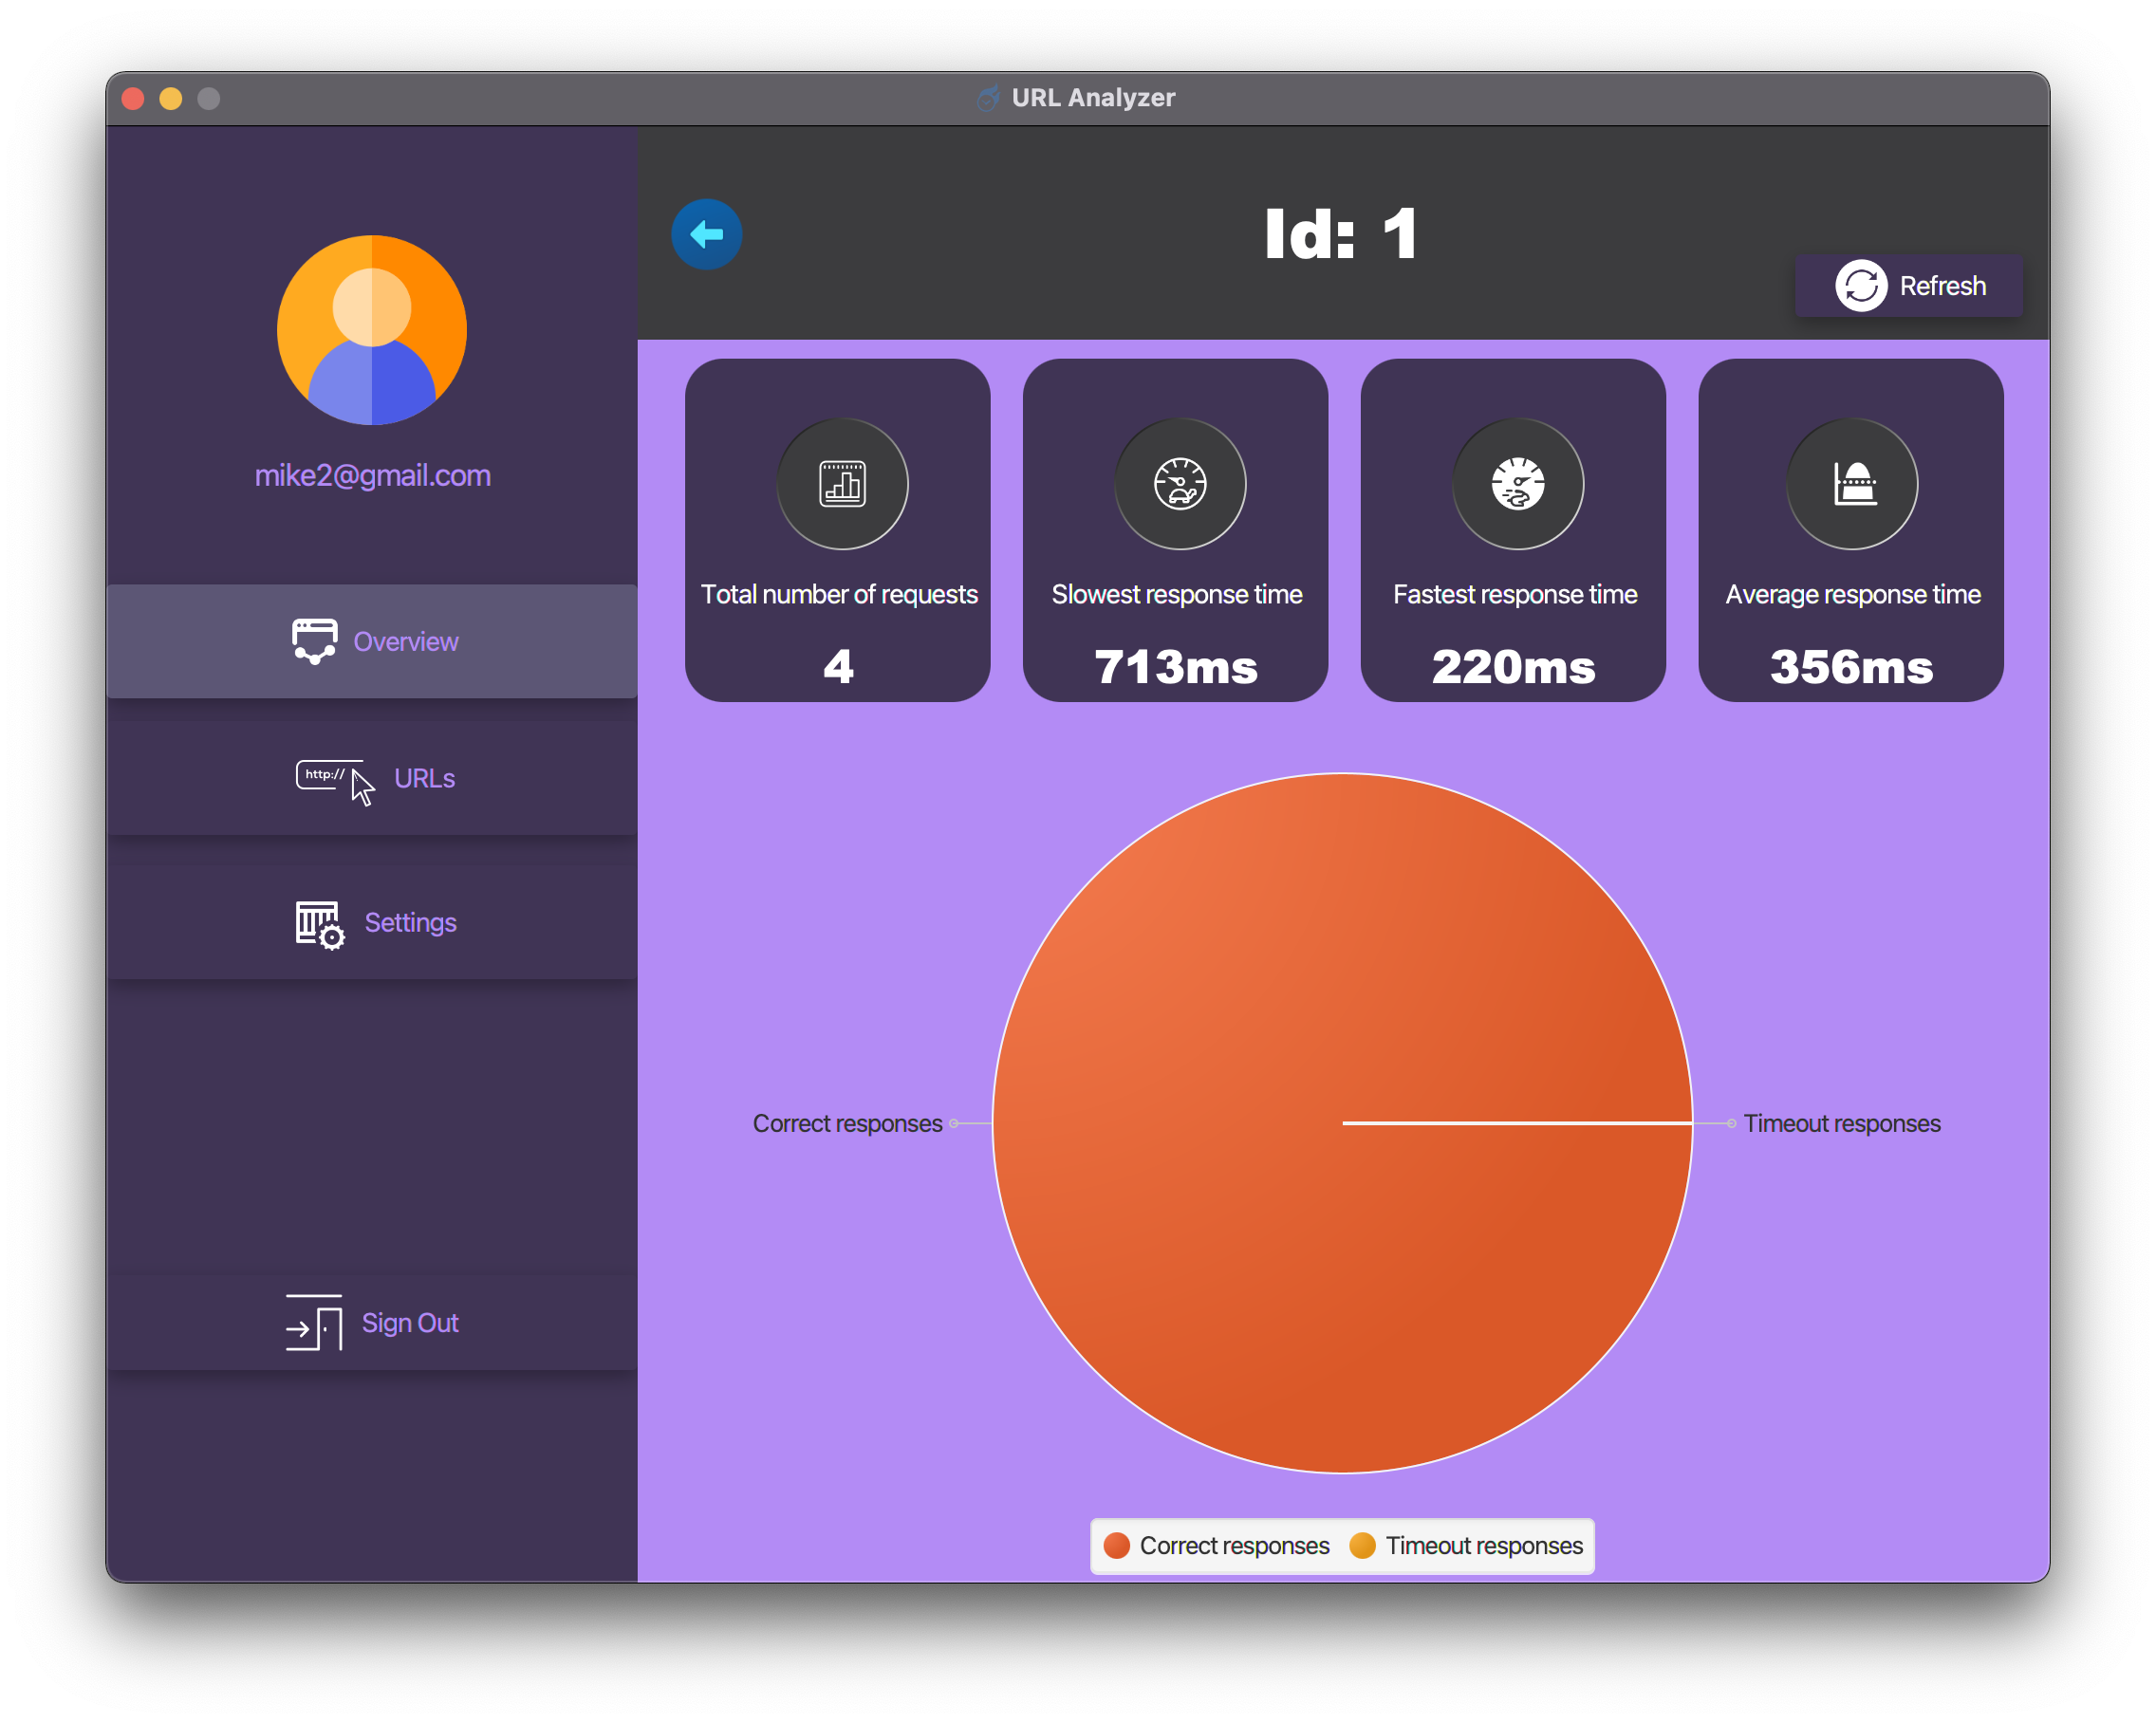 URL Analyzer
mike2@gmail.com
Overview
http://
URLs
Settings
Sign Out
Id: 1
Refresh
Total number of requests
4
Slowest response time
713ms
Fastest response time
220ms
Average response time
356ms
Correct responses
Timeout responses
Correct responses
Timeout responses